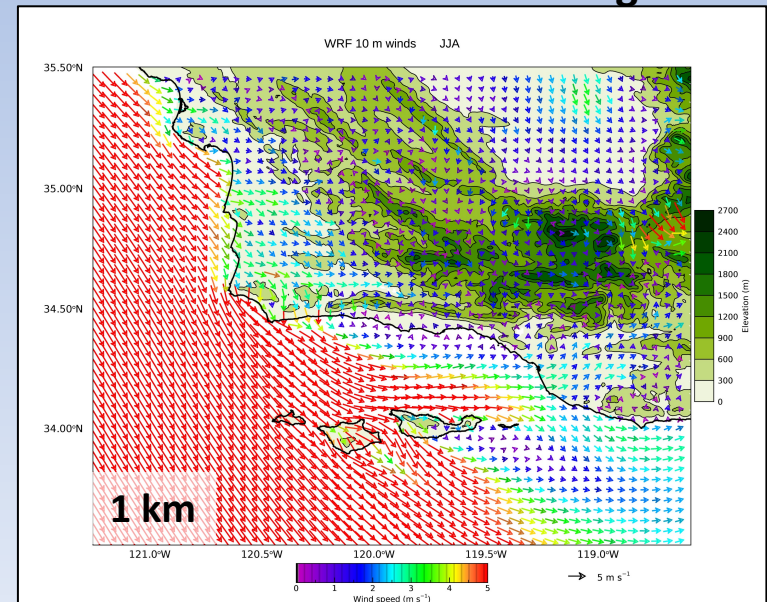 WRF 10 m winds JJA
35.50°N
35.00°N
34.50°N
34.00°N
121.0°W 120.5°W 120.0°W 119.5°W 119.0°W
2700
2400
2100
1800
1500
1200
900
600
300
0
Elevation (m)
1 km
0 1 2 3 4 5
Wind speed (m s⁻¹)
5 m s⁻¹